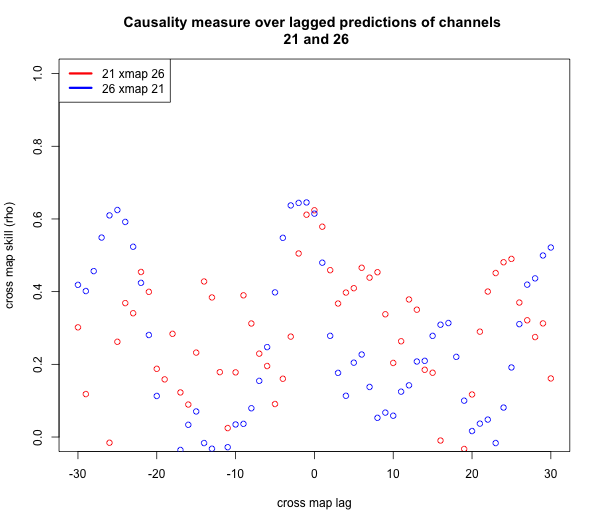 Causality measure over lagged predictions of channels
21 and 26
21 xmap 26
26 xmap 21
cross map skill (rho)
1.0
0.8
0.6
0.4
0.2
0.0
-30 -20 -10 0 10 20 30
cross map lag